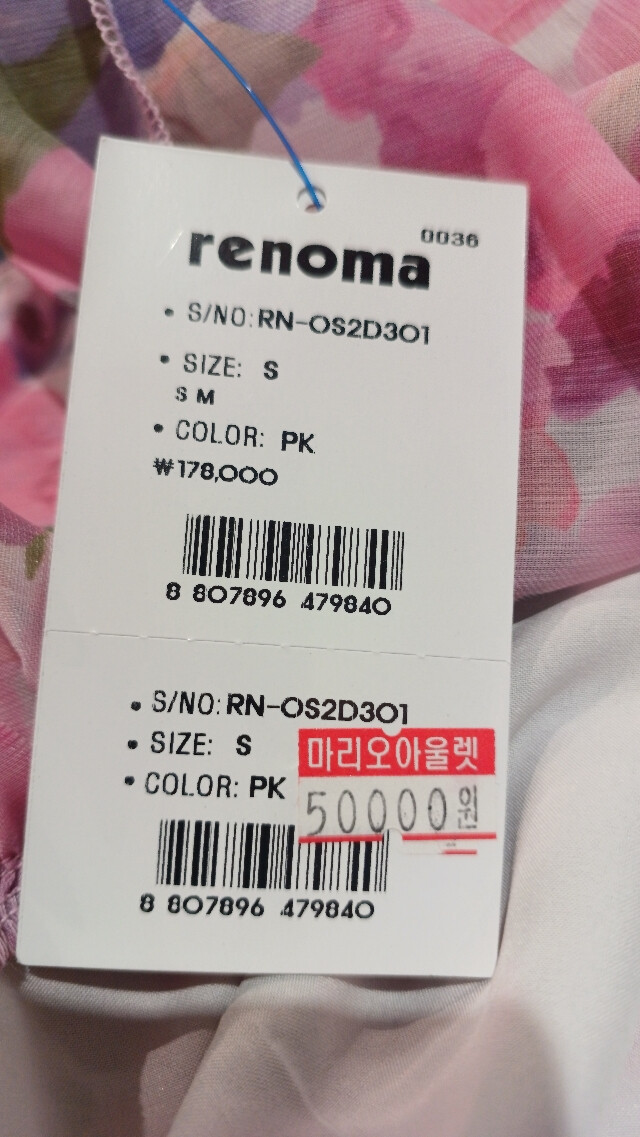 renoma
0036
• S/NO: RN-OS2D301
• SIZE: S
S M
• COLOR: PK
₩178,000
8 807896 479840
• S/NO: RN-OS2D301
• SIZE: S
• COLOR: PK
마리오아울렛
50000원
8 807896 479840